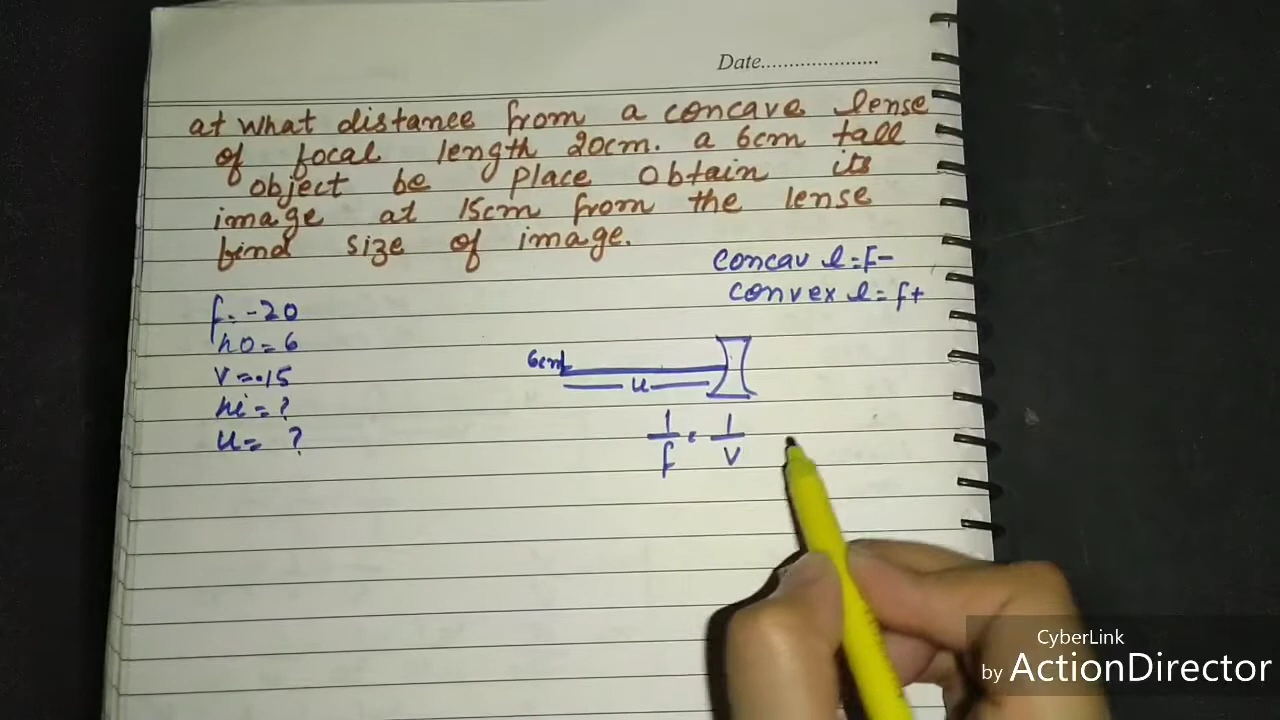 Date.....................
at what distance from a concave lense
of focal length 20cm. a 6cm tall
object be place obtain its
image at 15cm from the lense
find size of image.
concav l=f-
convex l=f+
f=-20
ho=6
v=-15
hi=?
u= ?
6cm
u
1/f = 1/v
CyberLink
by ActionDirector